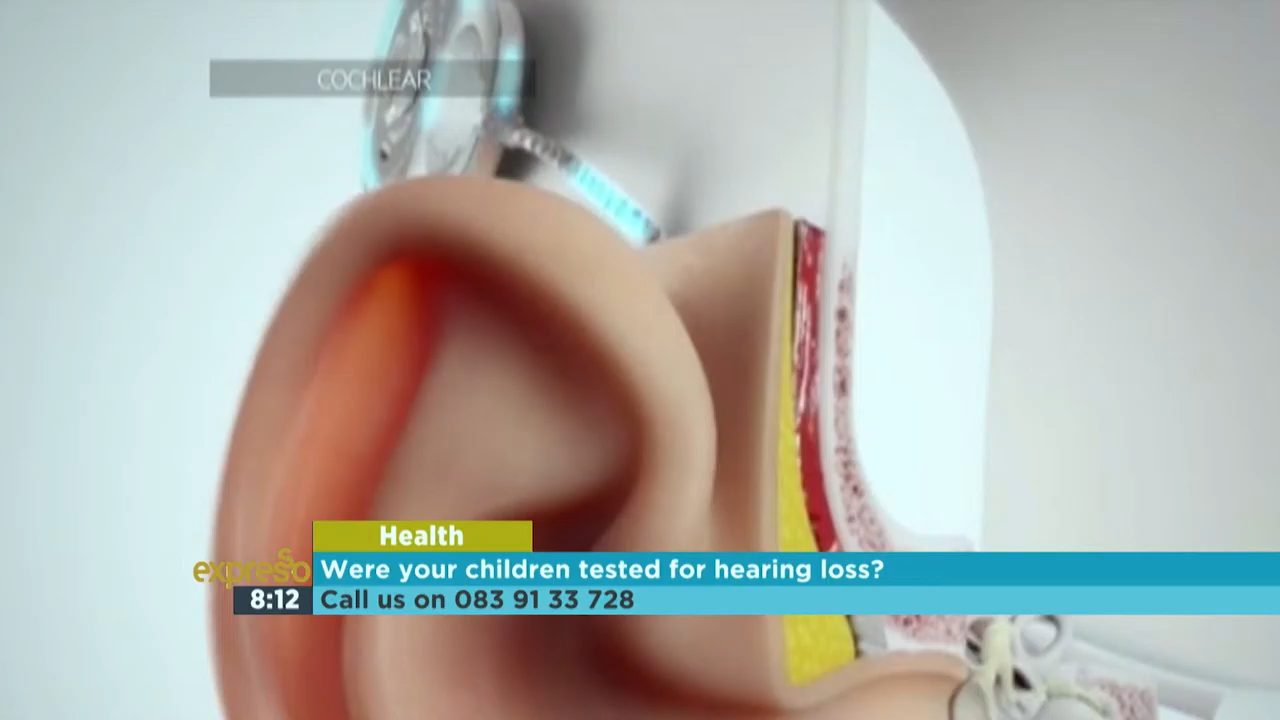 COCHLEAR
Health
expresso
Were your children tested for hearing loss?
8:12
Call us on 083 91 33 728